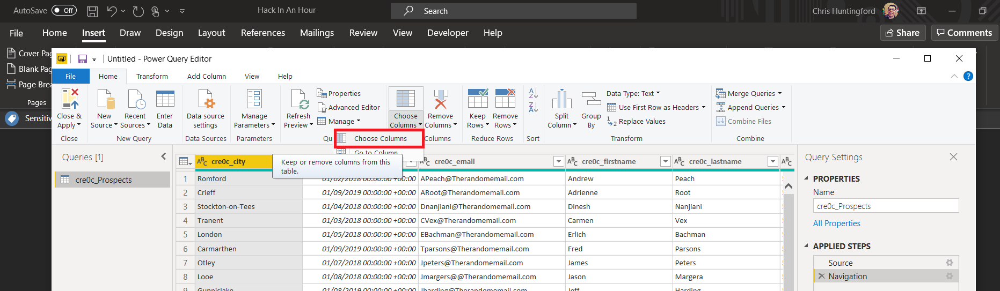 AutoSave Off Hack In An Hour Search Chris Huntingford
File Home Insert Draw Design Layout References Mailings Review View Developer Help Share Comments
Cover Pag
Blank Pag
Page Brea
Pages
Sensitiv
Untitled - Power Query Editor
File Home Transform Add Column View Help
Close & Apply
Close
New Source
Recent Sources
Enter Data
New Query
Data source settings
Data Sources
Manage Parameters
Parameters
Refresh Preview
Properties
Advanced Editor
Manage
Qu
Choose Columns
Remove Columns
Columns
Choose Columns
Go to Column
Keep or remove columns from this
table.
Keep Rows
Remove Rows
Reduce Rows
Sort
Split Column
Group By
Data Type: Text
Use First Row as Headers
Replace Values
Transform
Merge Queries
Append Queries
Combine Files
Combine
Queries [1]
cre0c_Prospects
cre0c_city cre0c_email cre0c_firstname cre0c_lastname
1 Romford 01/02/2018 00:00:00 +00:00 APeach@Therandomemail.com Andrew Peach
2 Crieff 01/09/2019 00:00:00 +00:00 ARoot@Therandomemail.com Adrienne Root
3 Stockton-on-Tees 01/04/2018 00:00:00 +00:00 Dnanjiani@Therandomemail.com Dinesh Nanjiani
4 Tranent 01/03/2018 00:00:00 +00:00 CVex@Therandomemail.com Carmen Vex
5 London 01/05/2018 00:00:00 +00:00 EBachman@Therandomemail.com Erlich Bachman
6 Carmarthen 01/09/2019 00:00:00 +00:00 Tparsons@Therandomemail.com Fred Parsons
7 Otley 01/07/2018 00:00:00 +00:00 Jpeters@Therandomemail.com James Peters
8 Looe 01/08/2018 00:00:00 +00:00 Jmargers@@Therandomemail.com Jason Margera
9 Gunnislake 01/08/2019 00:00:00 +00:00 Jharding@Therandomemail.com Jeff Harding
Query Settings
PROPERTIES
Name
cre0c_Prospects
All Properties
APPLIED STEPS
Source
Navigation